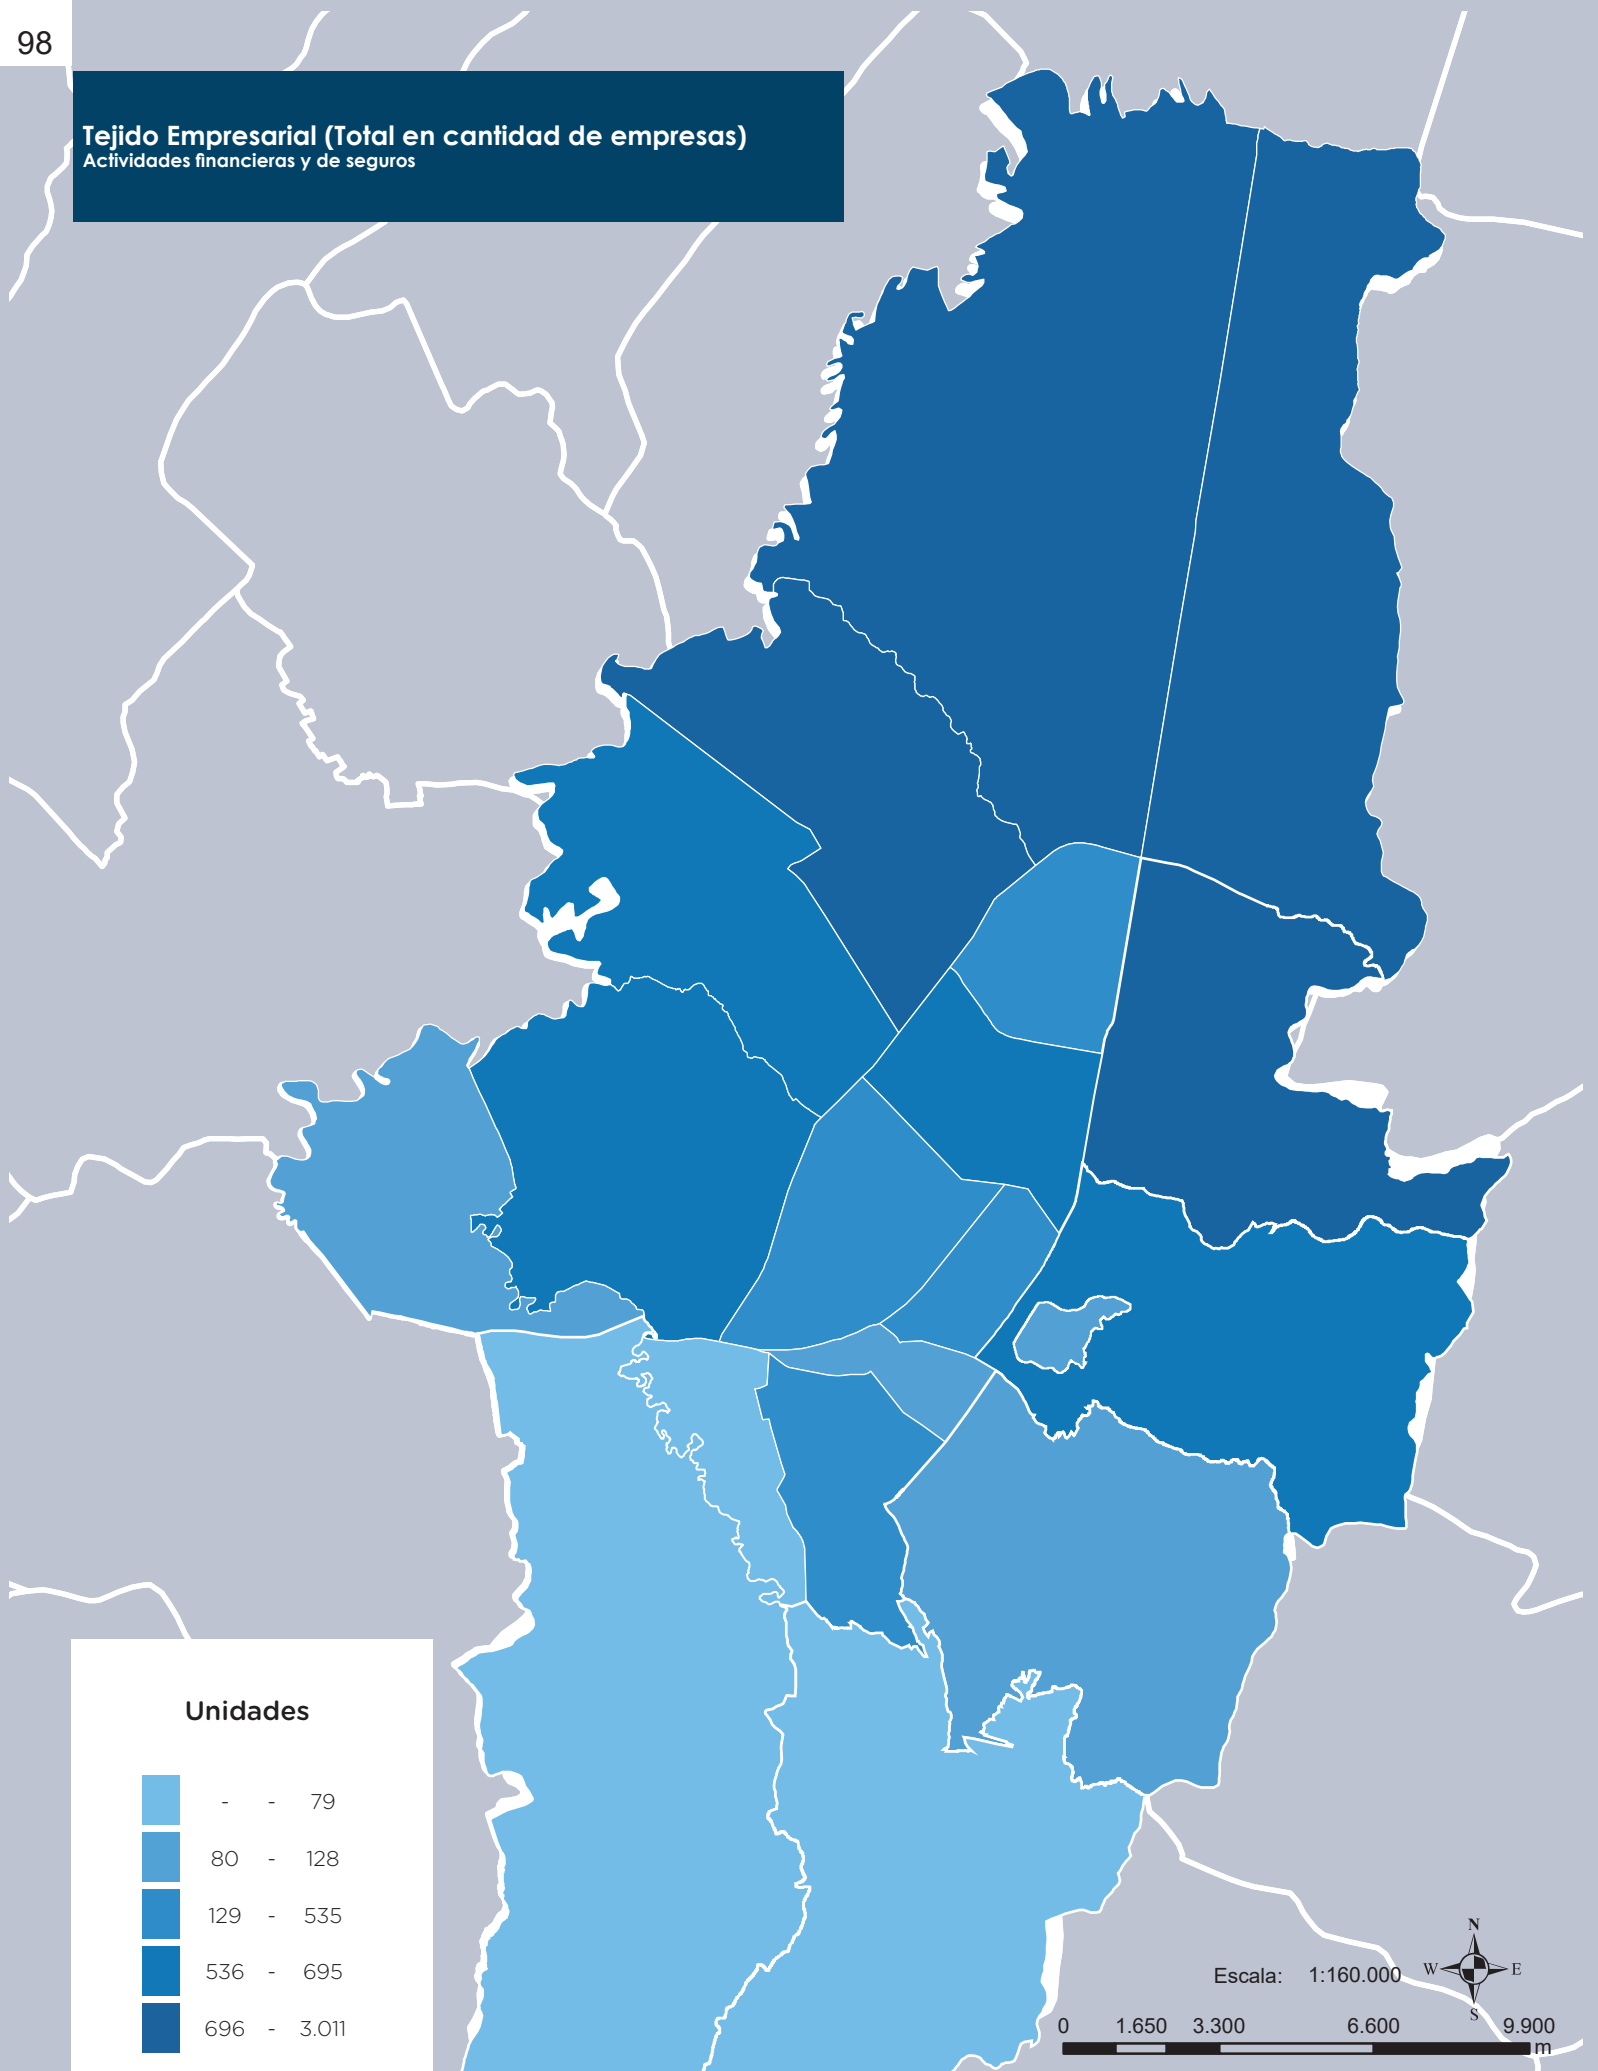 98
Tejido Empresarial (Total en cantidad de empresas)
Actividades financieras y de seguros
Unidades
- - 79
80 - 128
129 - 535
536 - 695
696 - 3.011
N
W E
S
Escala: 1:160.000
0 1.650 3.300 6.600 9.900
m